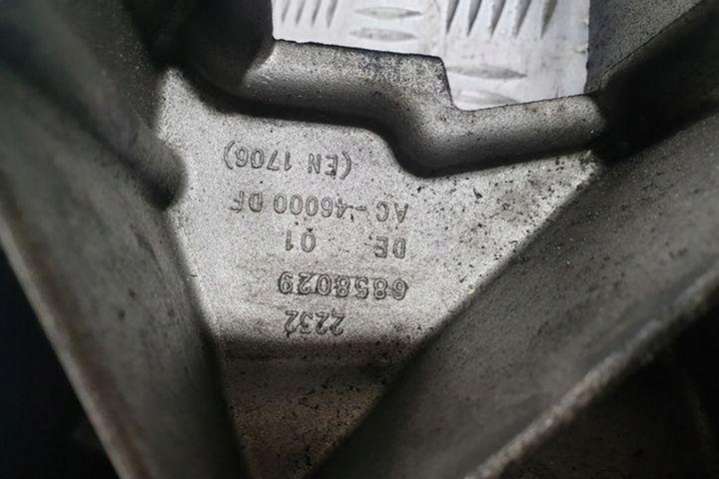 2232
6858029
DE - 01
AC-46000 DF
(EN 1706)